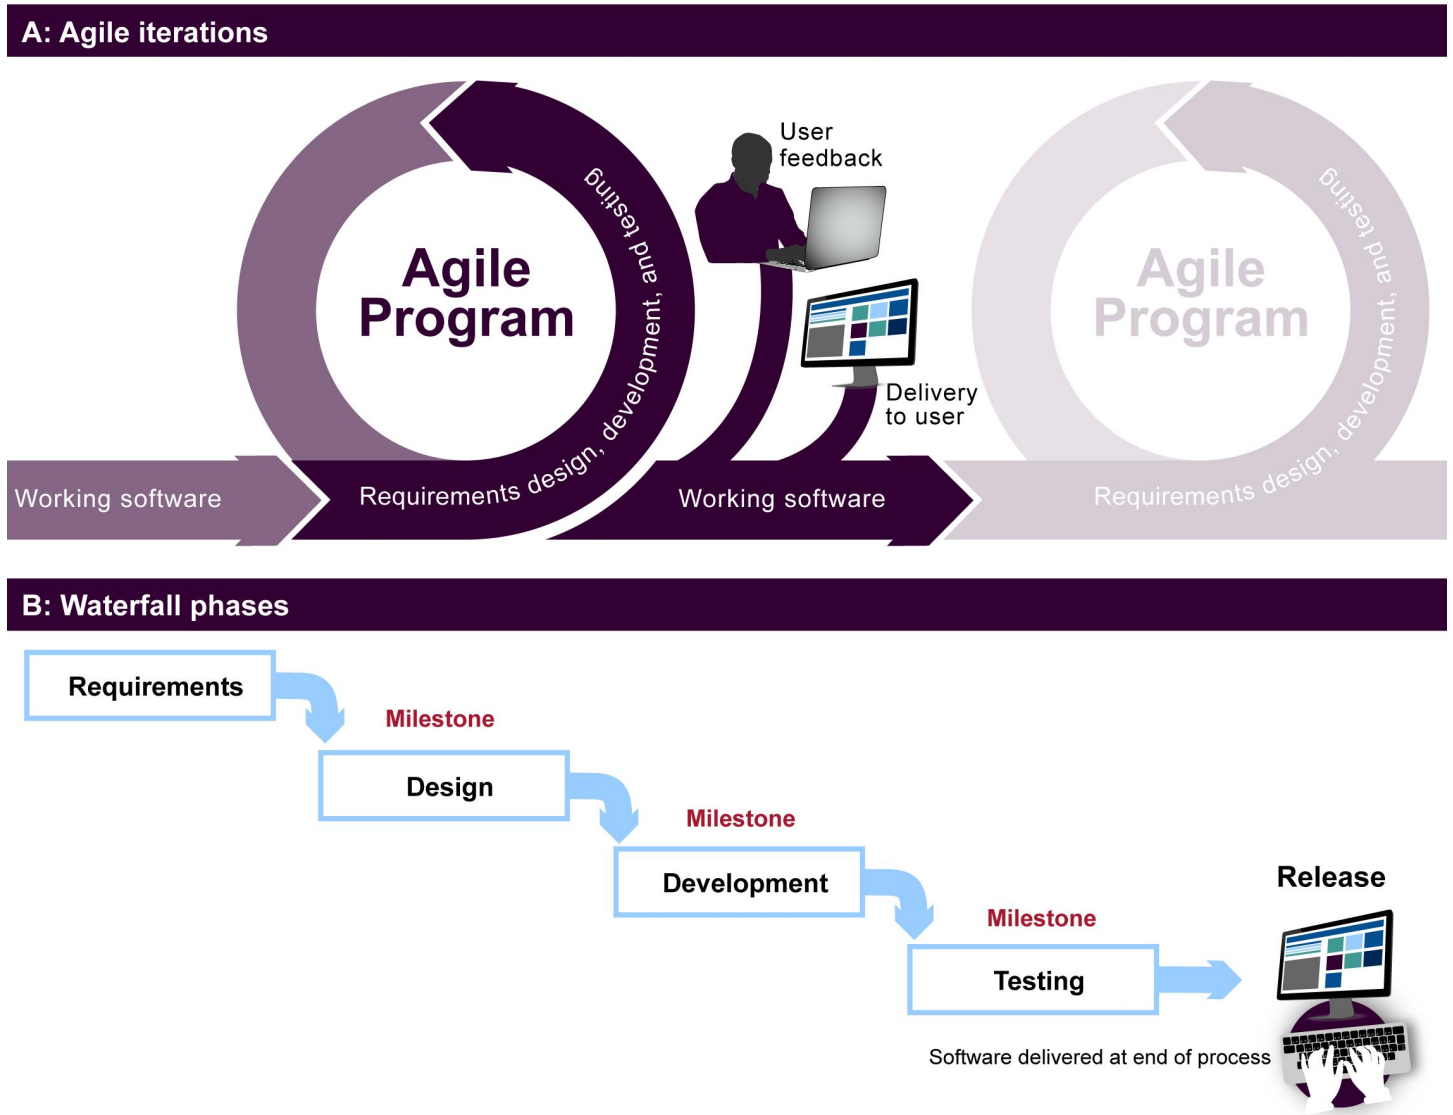 A: Agile iterations
User
feedback
Agile
Program
Requirements design, development, and testing
Delivery
to user
Agile
Program
Requirements design, development, and testing
Working software
Working software
B: Waterfall phases
Requirements
Milestone
Design
Milestone
Development
Release
Milestone
Testing
Software delivered at end of process